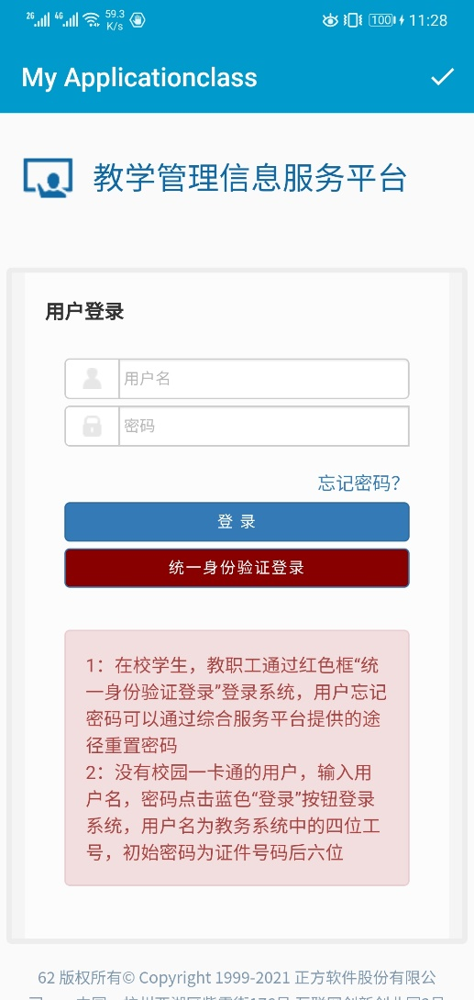 2G 4G 59.3 K/s 100 11:28
My Applicationclass
教学管理信息服务平台
用户登录
用户名
密码
忘记密码？
登 录
统一身份验证登录
1：在校学生，教职工通过红色框“统
一身份验证登录”登录系统，用户忘记
密码可以通过综合服务平台提供的途
径重置密码
2：没有校园一卡通的用户，输入用
户名，密码点击蓝色“登录”按钮登录
系统，用户名为教务系统中的四位工
号，初始密码为证件号码后六位
62 版权所有© Copyright 1999-2021 正方软件股份有限公